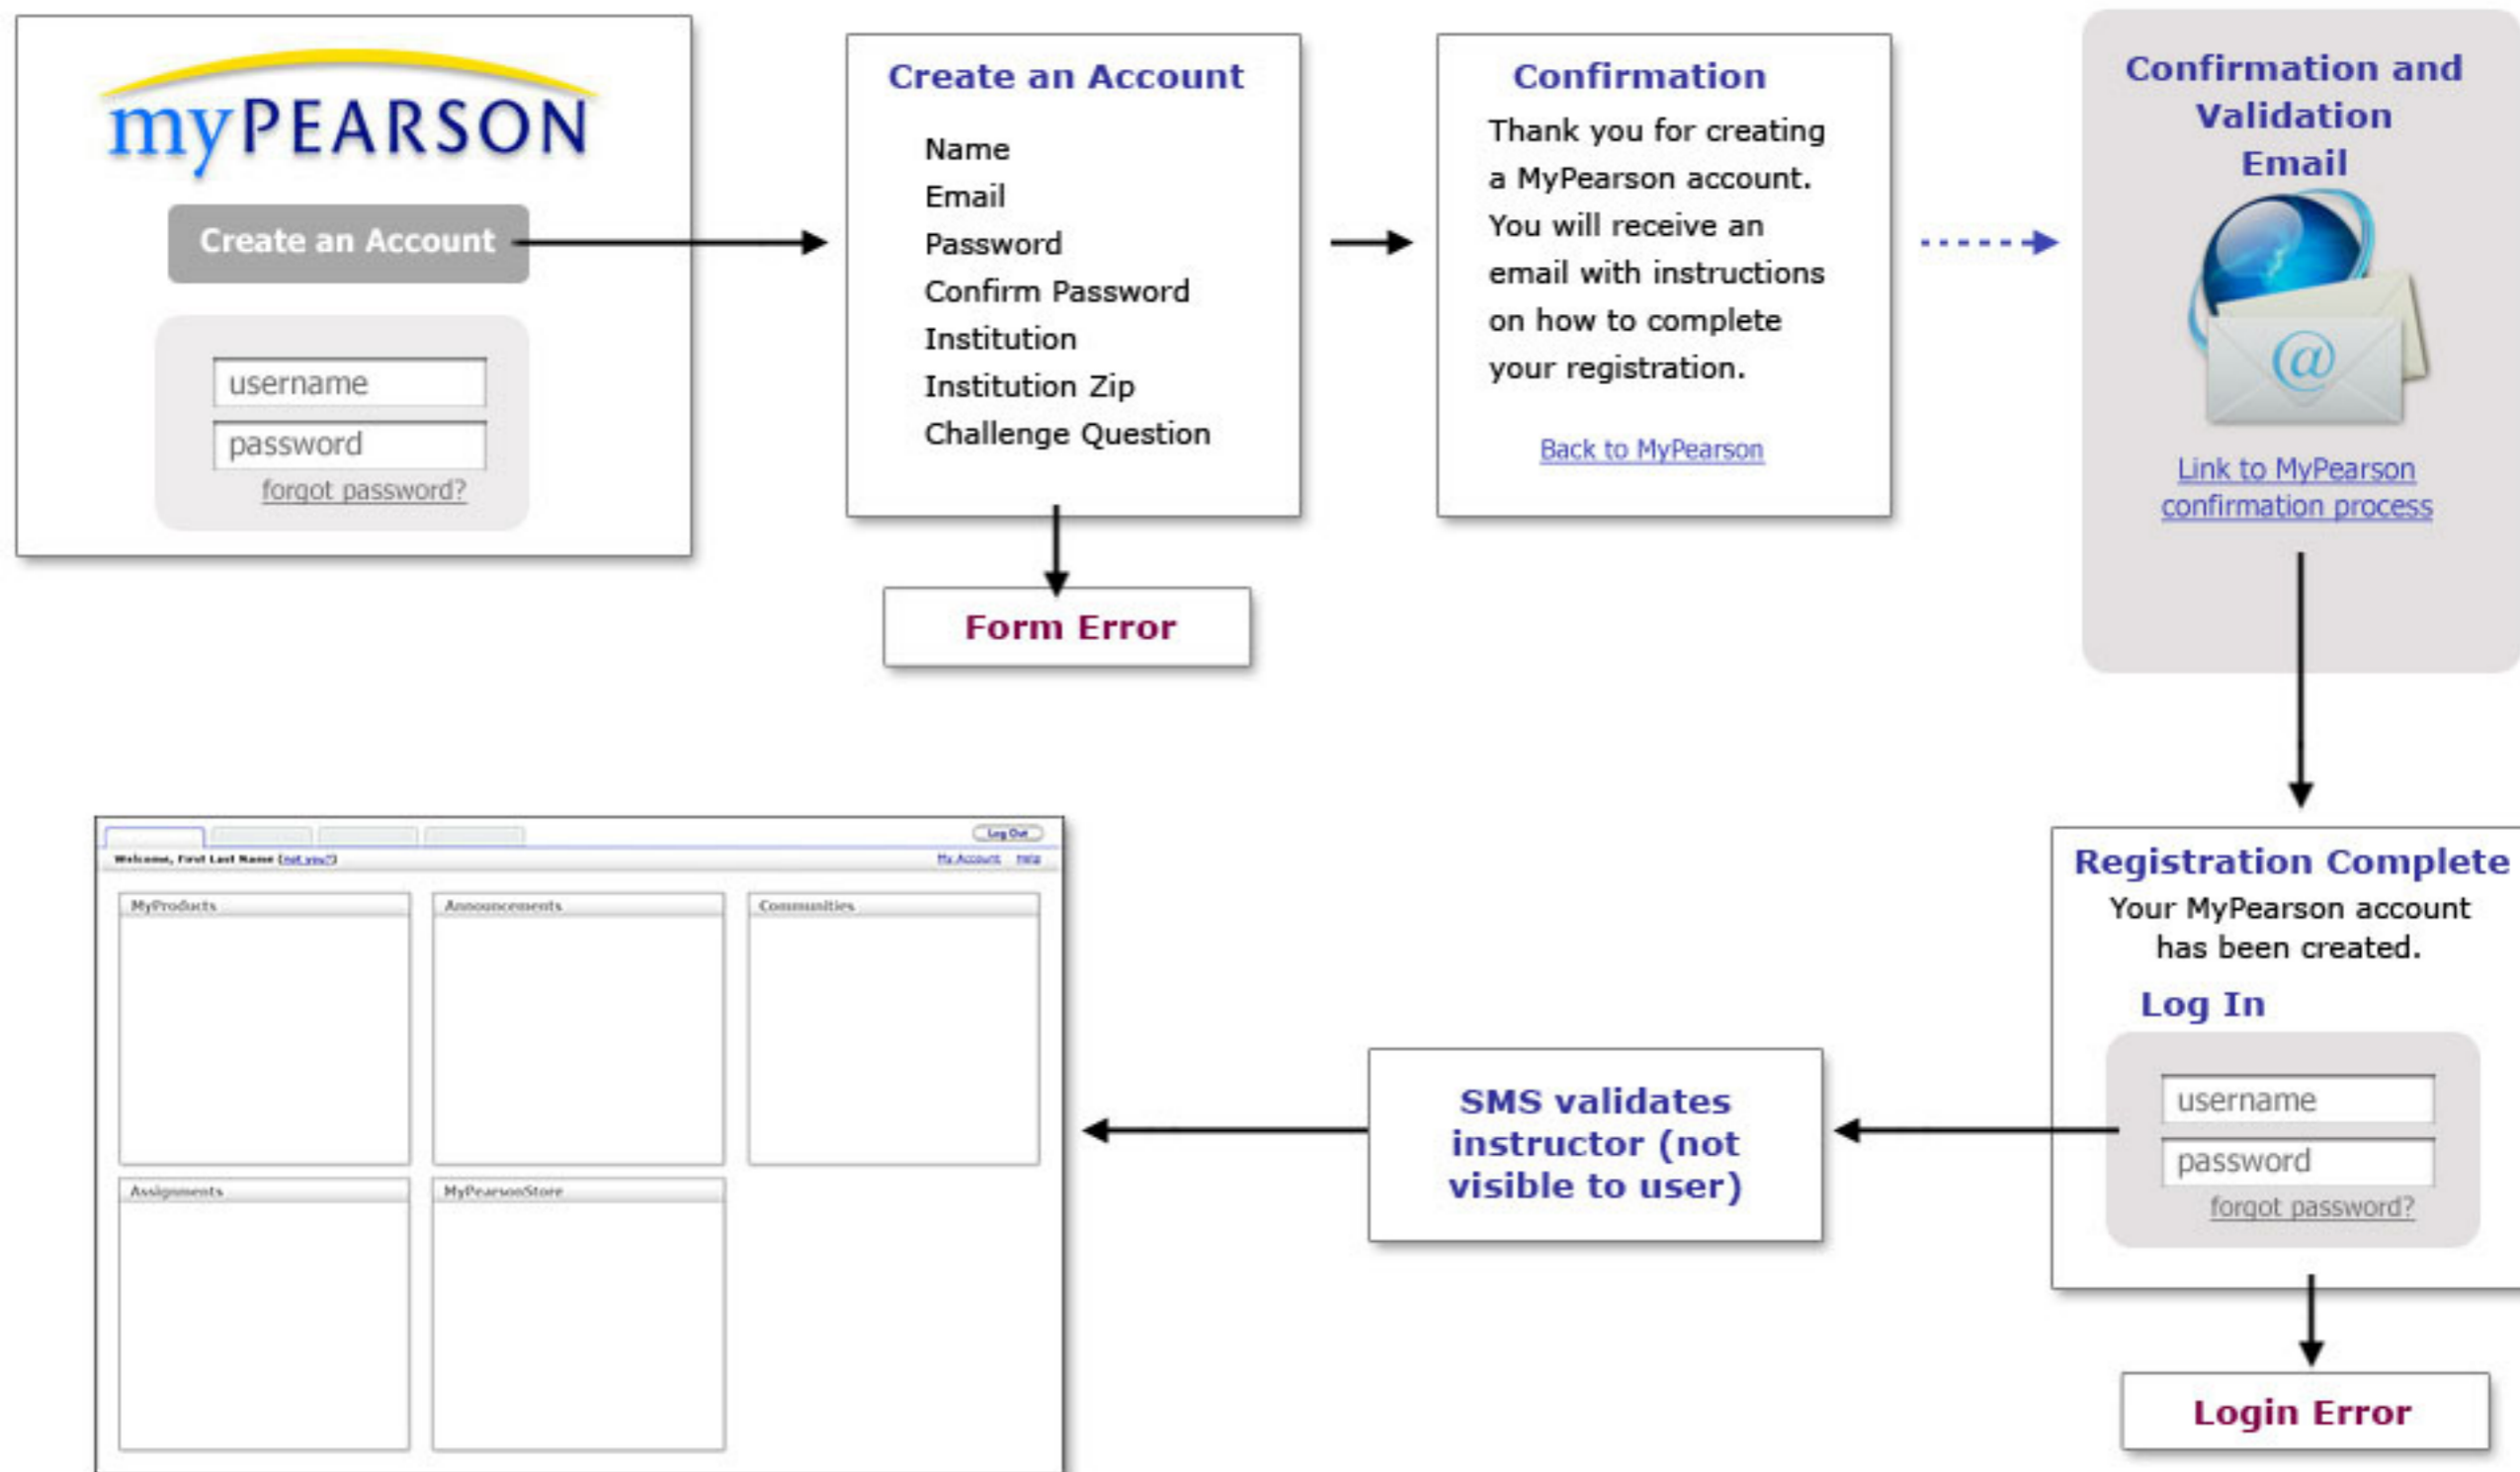 myPEARSON
Create an Account
username
password
forgot password?
Create an Account
Name
Email
Password
Confirm Password
Institution
Institution Zip
Challenge Question
Form Error
Confirmation
Thank you for creating
a MyPearson account.
You will receive an
email with instructions
on how to complete
your registration.
Back to MyPearson
Confirmation and
Validation
Email
@
Link to MyPearson
confirmation process
Registration Complete
Your MyPearson account
has been created.
Log In
username
password
forgot password?
Login Error
SMS validates
instructor (not
visible to user)
Log Out
Welcome, First Last Name (not you?)
My Account Help
MyProducts
Announcements
Communities
Assignments
MyPearsonStore